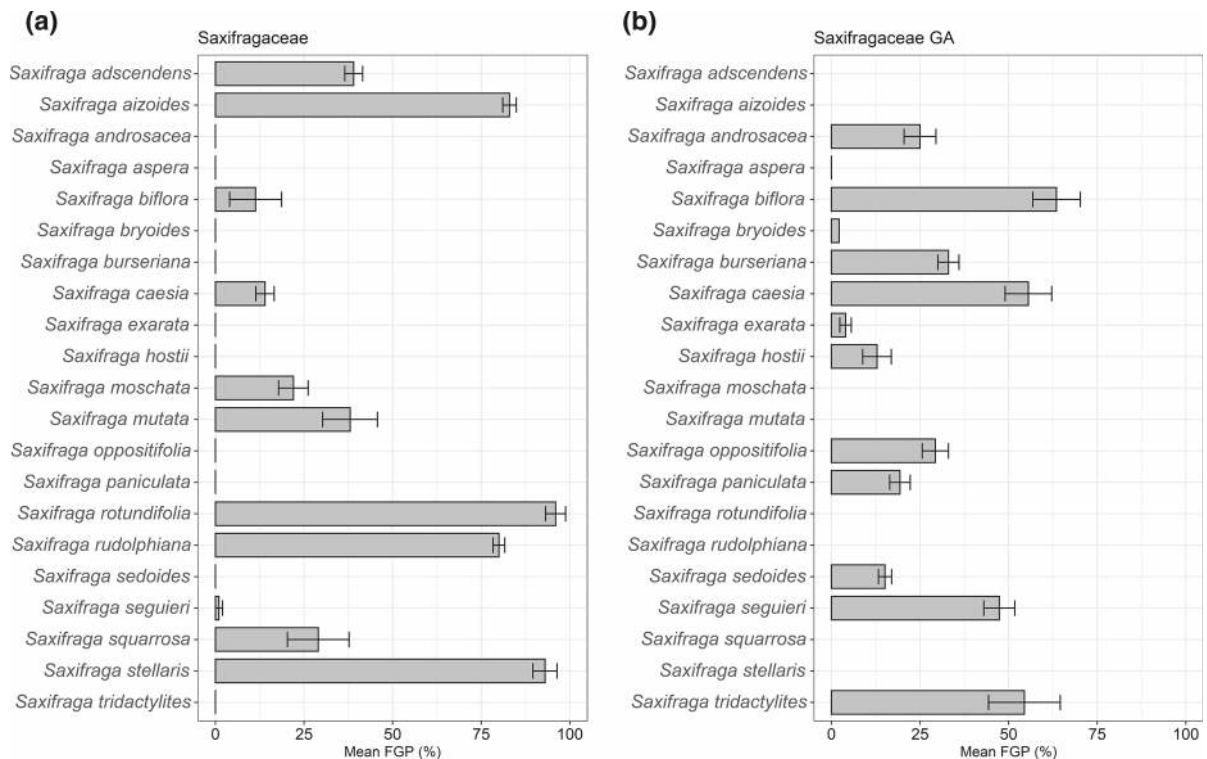 (a)
Saxifragaceae
Saxifraga adscendens
Saxifraga aizoides
Saxifraga androsacea
Saxifraga aspera
Saxifraga biflora
Saxifraga bryoides
Saxifraga burseriana
Saxifraga caesia
Saxifraga exarata
Saxifraga hostii
Saxifraga moschata
Saxifraga mutata
Saxifraga oppositifolia
Saxifraga paniculata
Saxifraga rotundifolia
Saxifraga rudolphiana
Saxifraga sedoides
Saxifraga seguieri
Saxifraga squarrosa
Saxifraga stellaris
Saxifraga tridactylites
0 25 50 75 100
Mean FGP (%)
(b)
Saxifragaceae GA
Saxifraga adscendens
Saxifraga aizoides
Saxifraga androsacea
Saxifraga aspera
Saxifraga biflora
Saxifraga bryoides
Saxifraga burseriana
Saxifraga caesia
Saxifraga exarata
Saxifraga hostii
Saxifraga moschata
Saxifraga mutata
Saxifraga oppositifolia
Saxifraga paniculata
Saxifraga rotundifolia
Saxifraga rudolphiana
Saxifraga sedoides
Saxifraga seguieri
Saxifraga squarrosa
Saxifraga stellaris
Saxifraga tridactylites
0 25 50 75 100
Mean FGP (%)